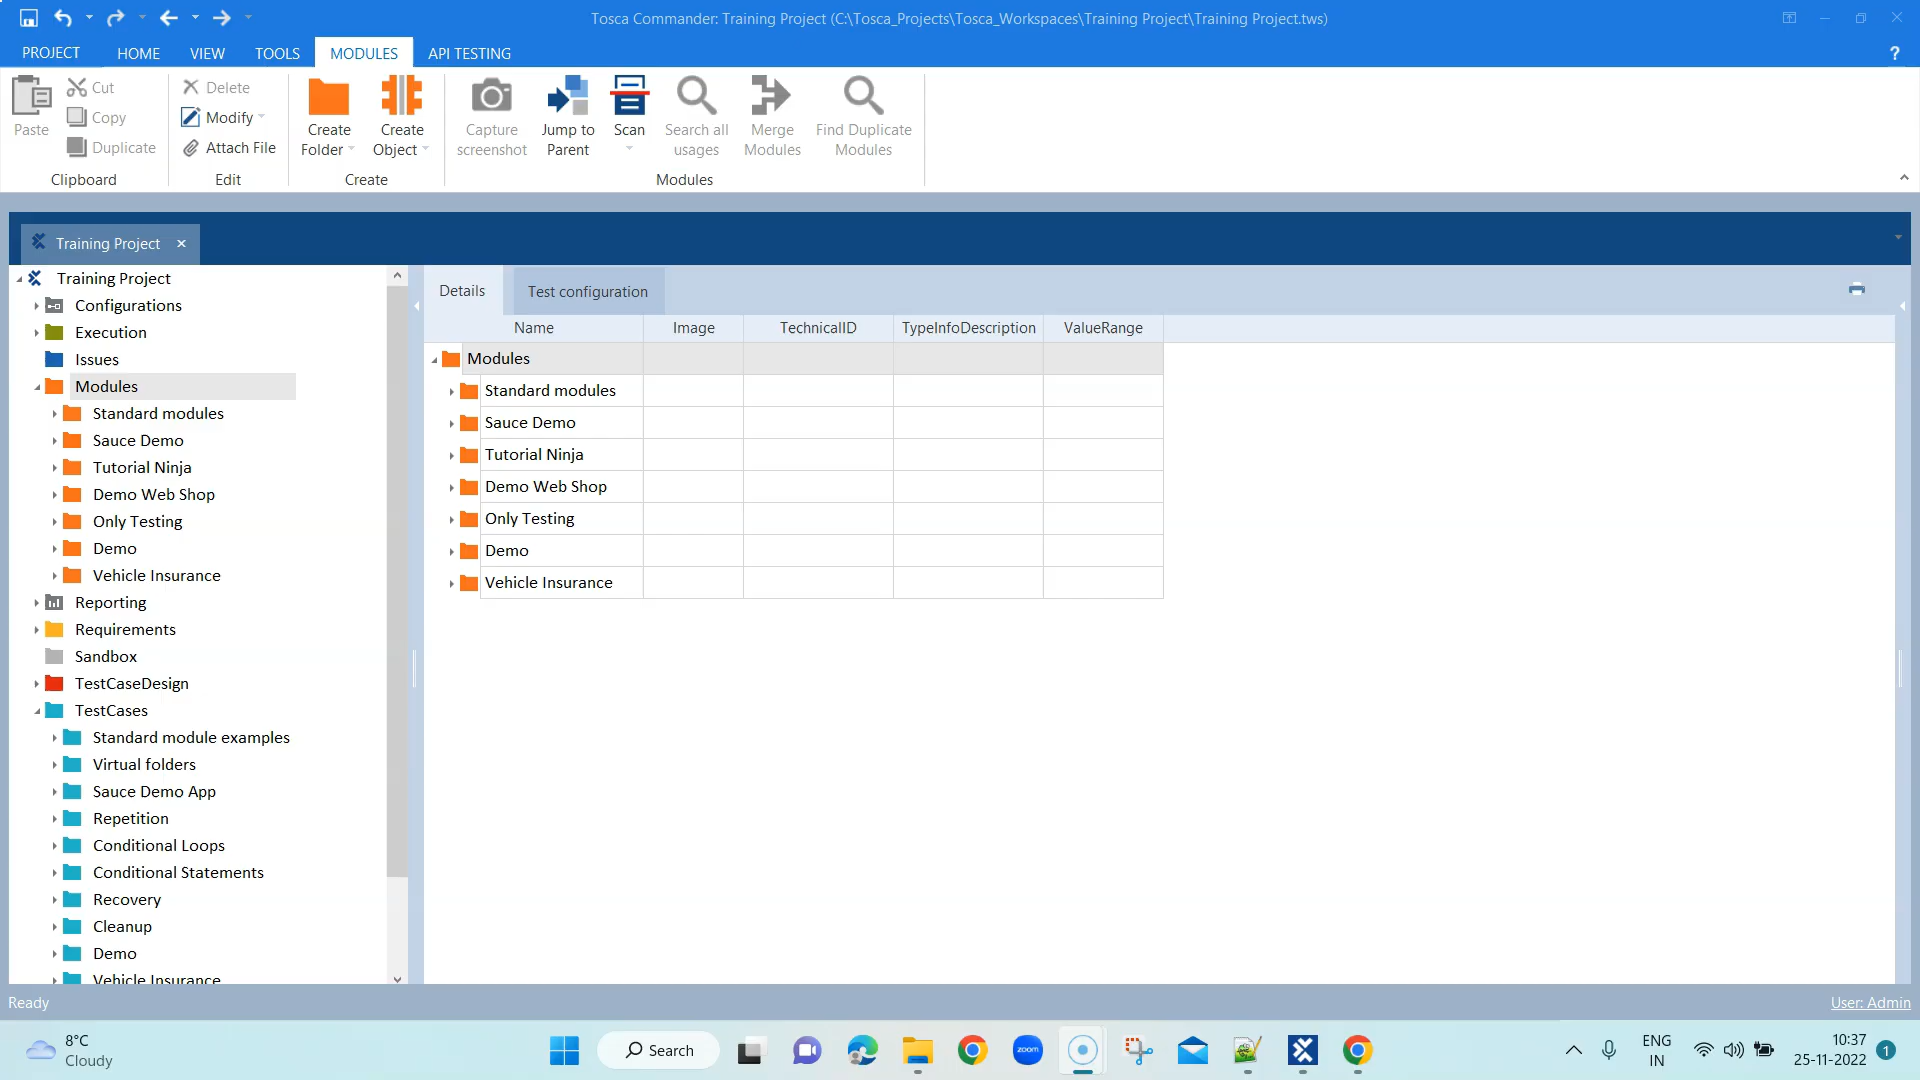 Tosca Commander: Training Project (C:\Tosca_Projects\Tosca_Workspaces\Training Project\Training Project.tws)
PROJECT HOME VIEW TOOLS MODULES API TESTING ?
Paste
Cut
Copy
Duplicate
Clipboard
Delete
Modify
Attach File
Edit
Create Folder
Create Object
Create
Capture screenshot
Jump to Parent
Scan
Search all usages
Merge Modules
Find Duplicate Modules
Modules
Training Project
Training Project
Configurations
Execution
Issues
Modules
Standard modules
Sauce Demo
Tutorial Ninja
Demo Web Shop
Only Testing
Demo
Vehicle Insurance
Reporting
Requirements
Sandbox
TestCaseDesign
TestCases
Standard module examples
Virtual folders
Sauce Demo App
Repetition
Conditional Loops
Conditional Statements
Recovery
Cleanup
Demo
Vehicle Insurance
Details Test configuration
Name Image TechnicalID TypeInfoDescription ValueRange
Modules
Standard modules
Sauce Demo
Tutorial Ninja
Demo Web Shop
Only Testing
Demo
Vehicle Insurance
Ready User: Admin
8°C
Cloudy
Search
zoom
ENG
IN
10:37
25-11-2022
1